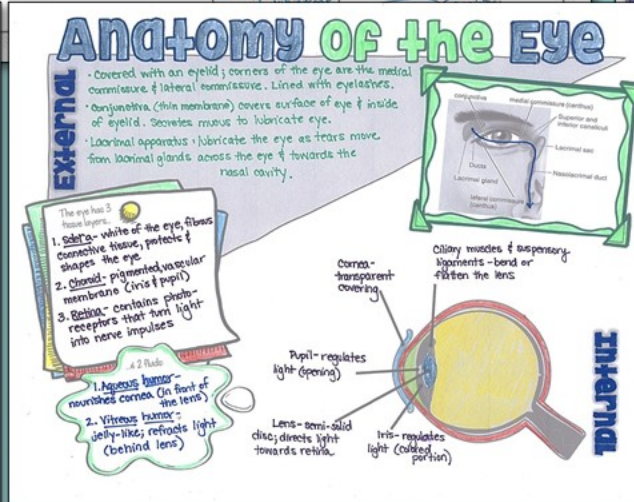 Anatomy of the Eye
External
• Covered with an eyelid; corners of the eye are the medial
commissure & lateral commissure. Lined with eyelashes.
• Conjunctiva (thin membrane) covers surface of eye & inside
of eyelid. Secretes mucus to lubricate eye.
• Lacrimal apparatus: lubricate the eye as tears move
from lacrimal glands across the eye & towards the
nasal cavity.
conjunctiva
medial commissure (canthus)
Superior and
inferior canaliculi
Lacrimal sac
Nasolacrimal duct
Ducts
Lacrimal gland
lateral commissure
(canthus)
The eye has 3
tissue layers...
1. Sclera- white of the eye, fibrous
connective tissue, protects &
shapes the eye
2. Choroid- pigmented, vascular
membrane (iris & pupil)
3. Retina- contains photo-
receptors that turn light
into nerve impulses
...& 2 fluids
1. Aqueous humor-
nourishes cornea (in front of
the lens)
2. Vitreous humor-
jelly-like; refracts light
(behind lens)
Internal
Cornea-
transparent
covering
Ciliary muscles & suspensory
ligaments - bend or
flatten the lens
Pupil- regulates
light (opening)
Lens- semi-solid
disc; directs light
towards retina
Iris- regulates
light (colored
portion)